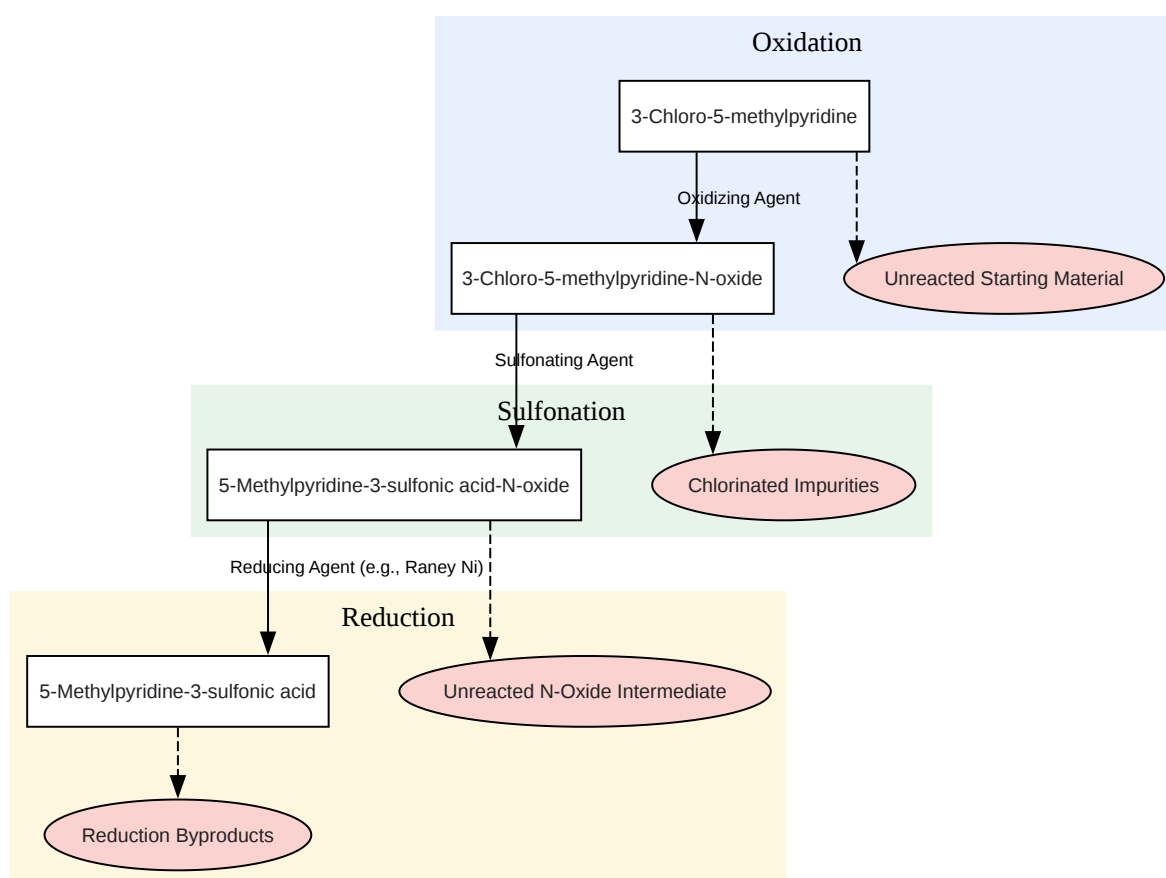 Oxidation
3-Chloro-5-methylpyridine
Oxidizing Agent
3-Chloro-5-methylpyridine-N-oxide
Unreacted Starting Material
Sulfonating Agent
Sulfonation
5-Methylpyridine-3-sulfonic acid-N-oxide
Chlorinated Impurities
Reducing Agent (e.g., Raney Ni)
Reduction
5-Methylpyridine-3-sulfonic acid
Unreacted N-Oxide Intermediate
Reduction Byproducts